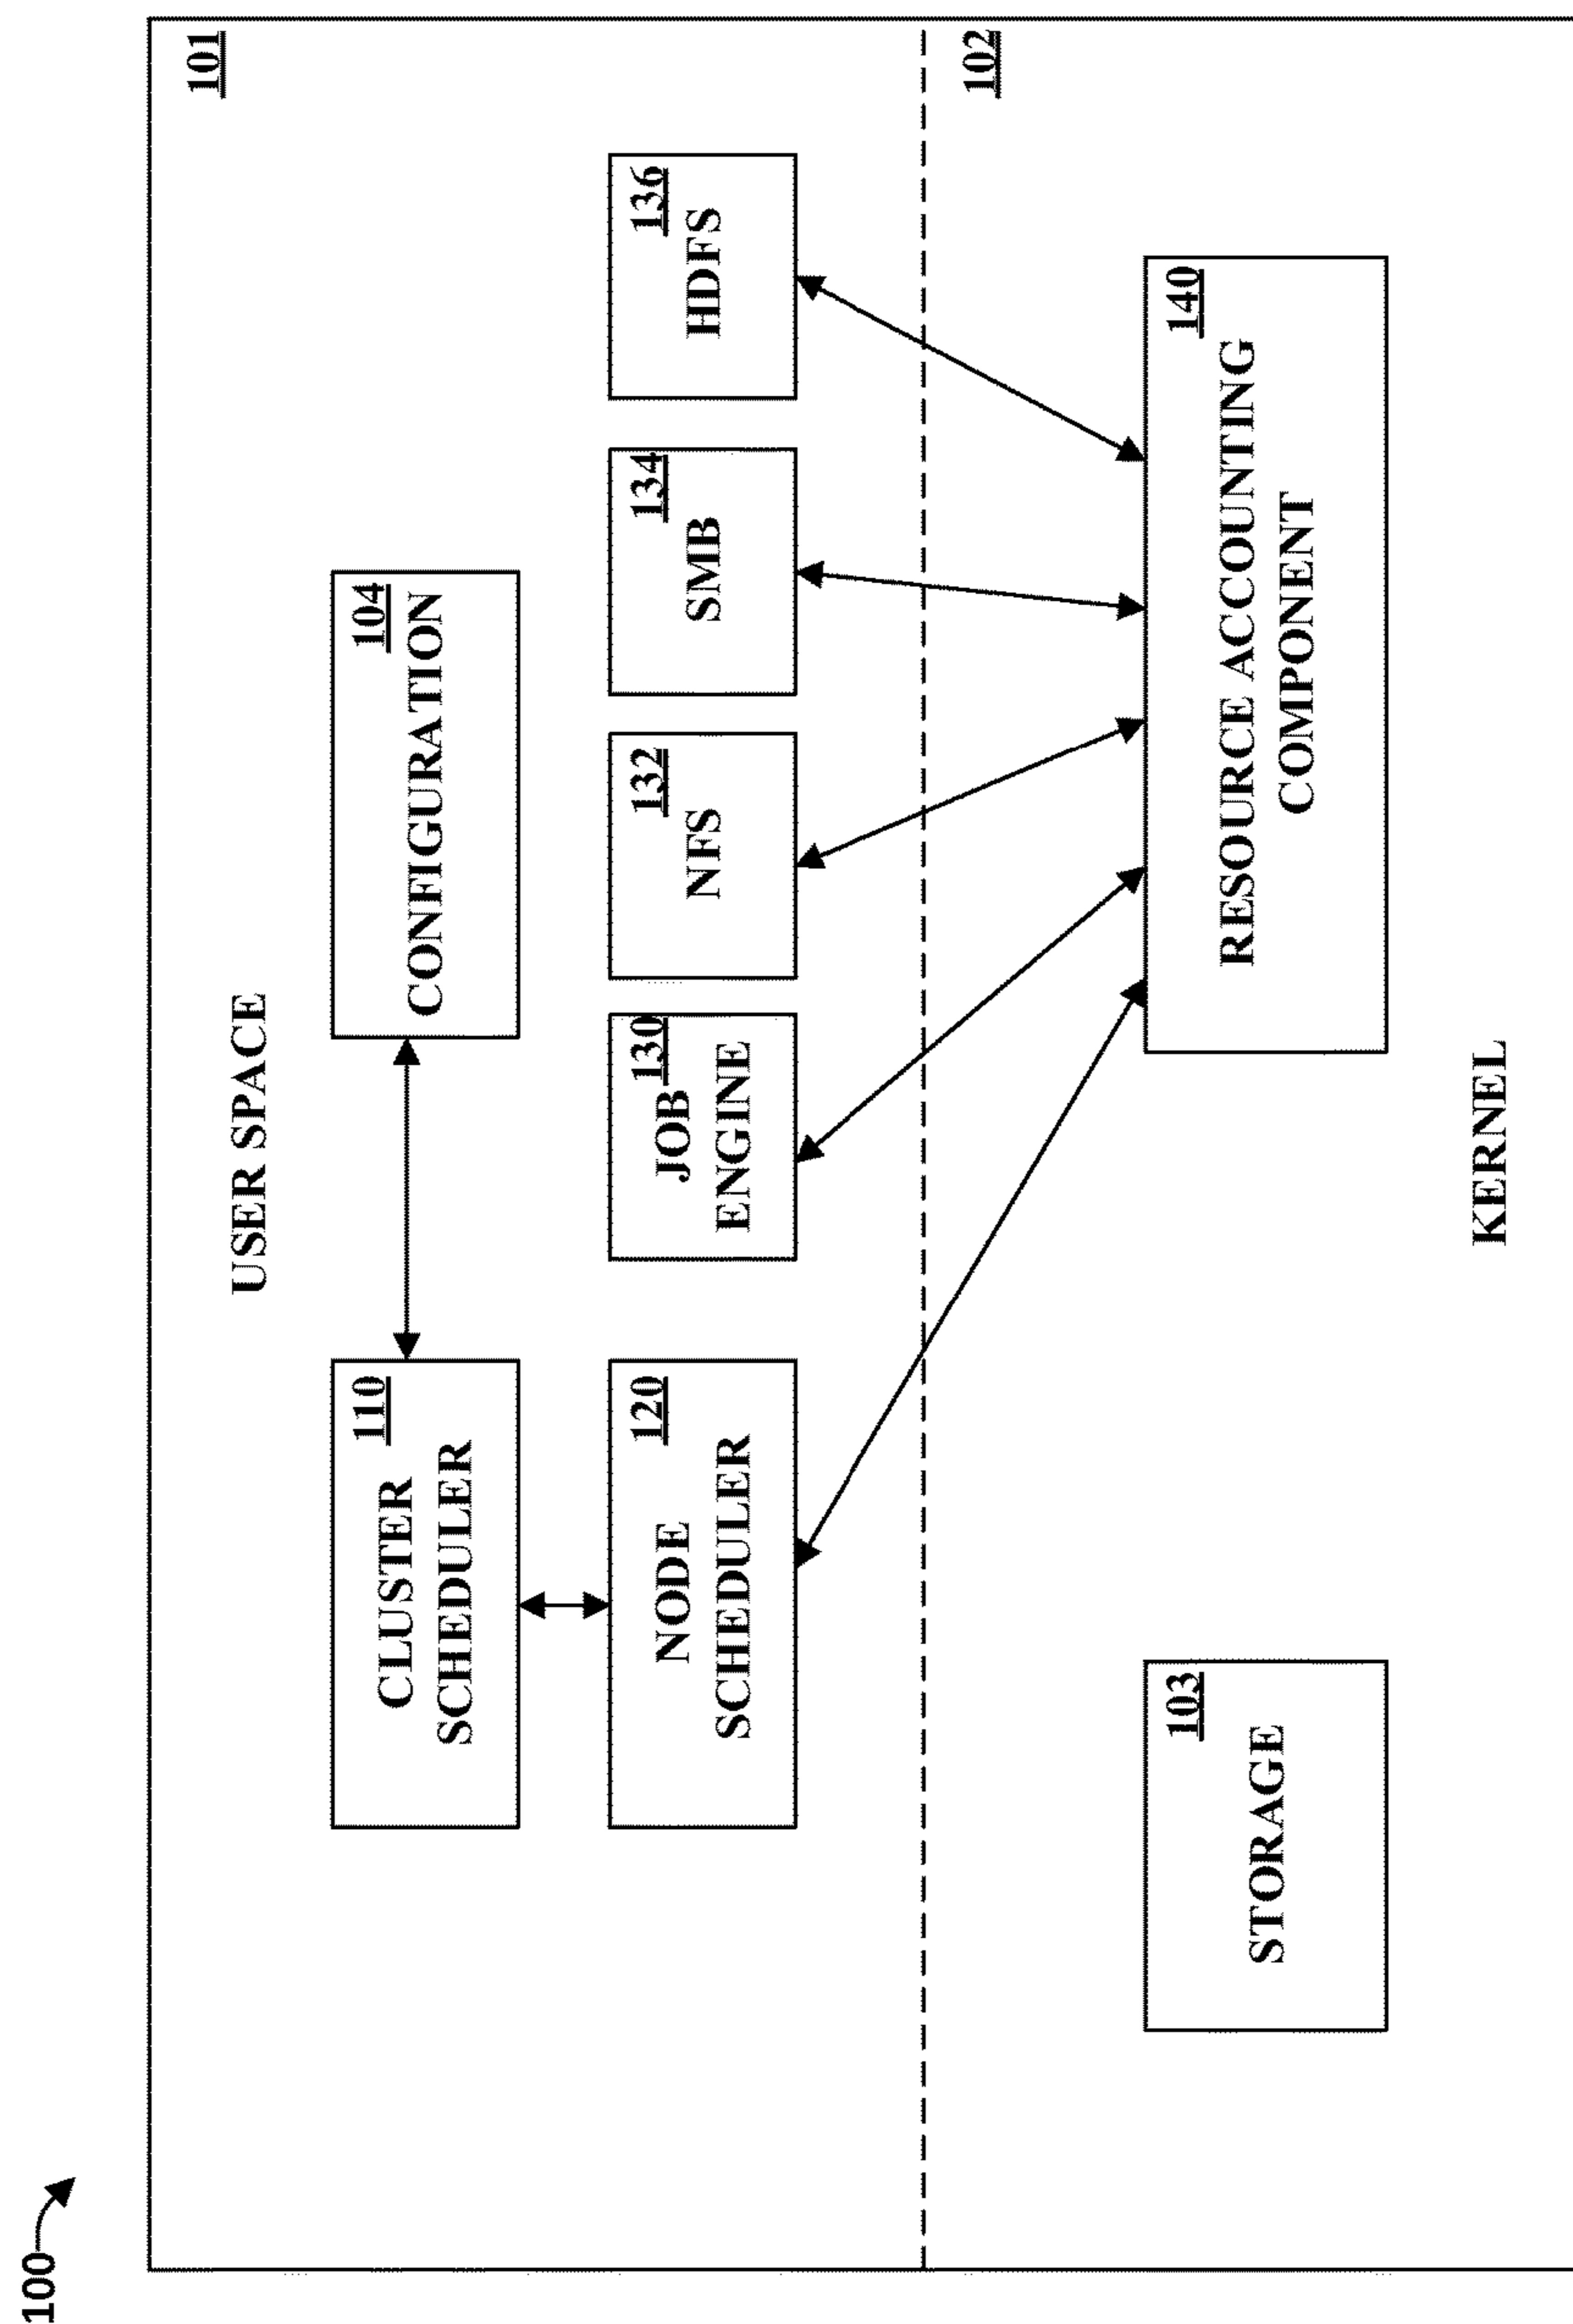 100
101
USER SPACE
110
CLUSTER
SCHEDULER
104
CONFIGURATION
120
NODE
SCHEDULER
130
JOB
ENGINE
132
NFS
134
SMB
136
HDFS
102
103
STORAGE
140
RESOURCE ACCOUNTING
COMPONENT
KERNEL